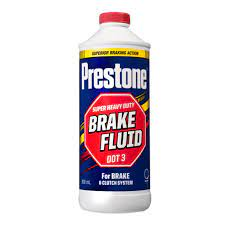 SUPERIOR BRAKING ACTION
Prestone
SUPER HEAVY DUTY
BRAKE
FLUID
DOT 3
For BRAKE
& CLUTCH SYSTEM